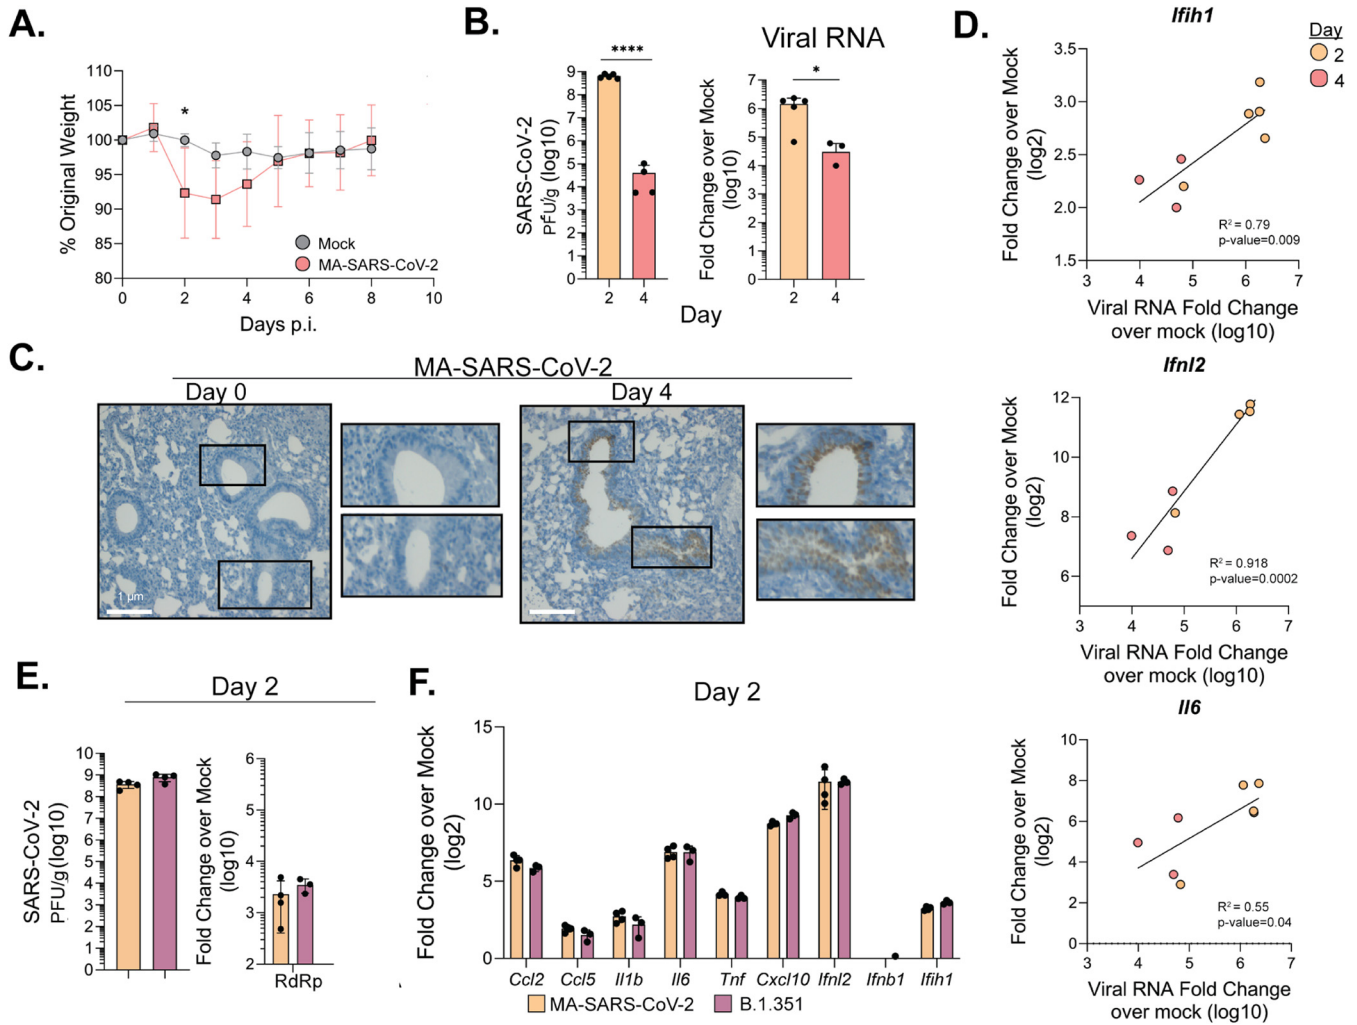 A.
110
105
100
95
90
85
80
% Original Weight
*
Mock
MA-SARS-CoV-2
0 2 4 6 8 10
Days p.i.
B.
Viral RNA
****
9
8
7
6
5
4
3
2
1
0
SARS-CoV-2
PFU/g (log10)
2 4
*
7
6
5
4
3
2
1
0
Fold Change over Mock
(log10)
2 4
Day
C.
MA-SARS-CoV-2
Day 0
Day 4
1 µm
D.
Day
2
4
Ifih1
3.5
3.0
2.5
2.0
1.5
Fold Change over Mock
(log2)
R² = 0.79
p-value=0.009
3 4 5 6 7
Viral RNA Fold Change
over mock (log10)
Ifnl2
12
10
8
6
Fold Change over Mock
(log2)
R² = 0.918
p-value=0.0002
3 4 5 6 7
Viral RNA Fold Change
over mock (log10)
Il6
10
8
6
4
2
0
Fold Change over Mock
(log2)
R² = 0.55
p-value=0.04
3 4 5 6 7
Viral RNA Fold Change
over mock (log10)
E.
Day 2
10
9
8
7
6
5
4
3
2
1
0
SARS-CoV-2
PFU/g(log10)
6
5
4
3
2
Fold Change over Mock
(log10)
RdRp
F.
Day 2
15
10
5
0
Fold Change over Mock
(log2)
Ccl2 Ccl5 Il1b Il6 Tnf Cxcl10 Ifnl2 Ifnb1 Ifih1
MA-SARS-CoV-2 B.1.351